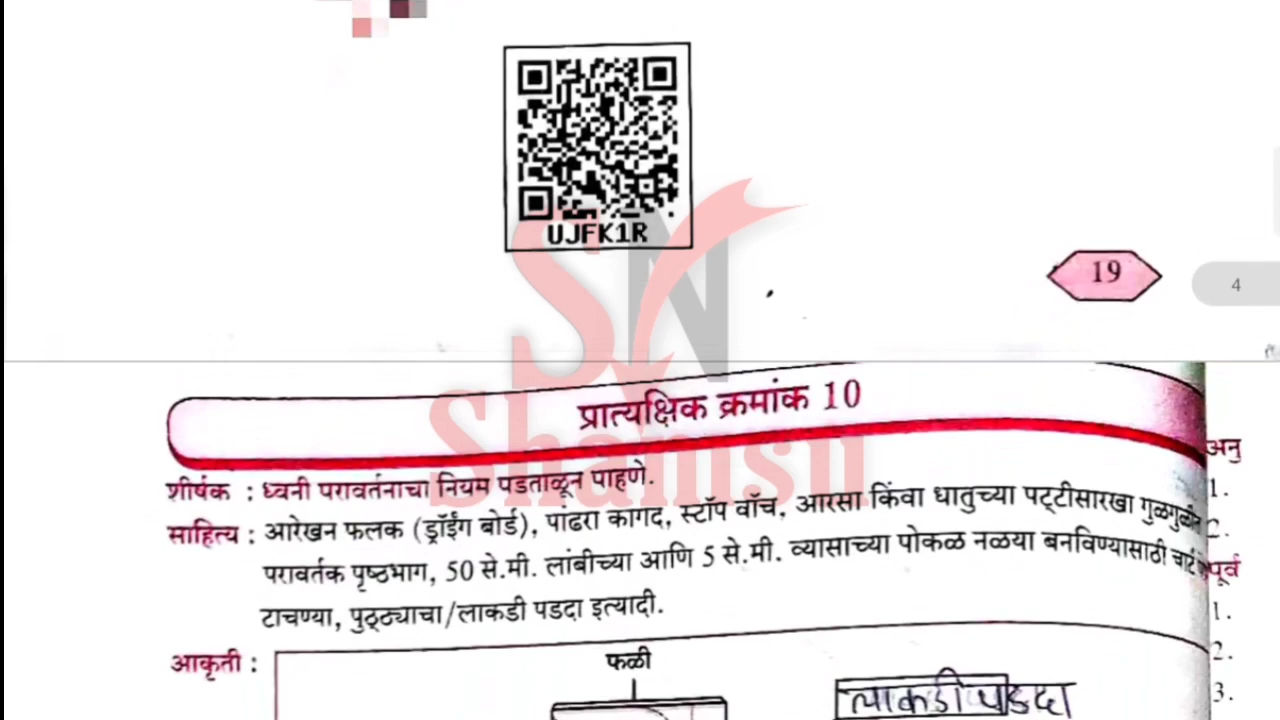 UJFK1R
19
4
SN
Shamsu
प्रात्यक्षिक क्रमांक 10
शीर्षक : ध्वनी परावर्तनाचा नियम पडताळून पाहणे.
साहित्य : आरेखन फलक (ड्रॉईंग बोर्ड), पांढरा कागद, स्टॉप वॉच, आरसा किंवा धातुच्या पट्टीसारखा गुळगुळीत
परावर्तक पृष्ठभाग, 50 से.मी. लांबीच्या आणि 5 से.मी. व्यासाच्या पोकळ नळया बनविण्यासाठी चार्ट
टाचण्या, पुठ्ठ्याचा/लाकडी पडदा इत्यादी.
आकृती :
फळी
लाकडी पडदा
अनु
1.
2.
पूर्व
1.
2.
3.